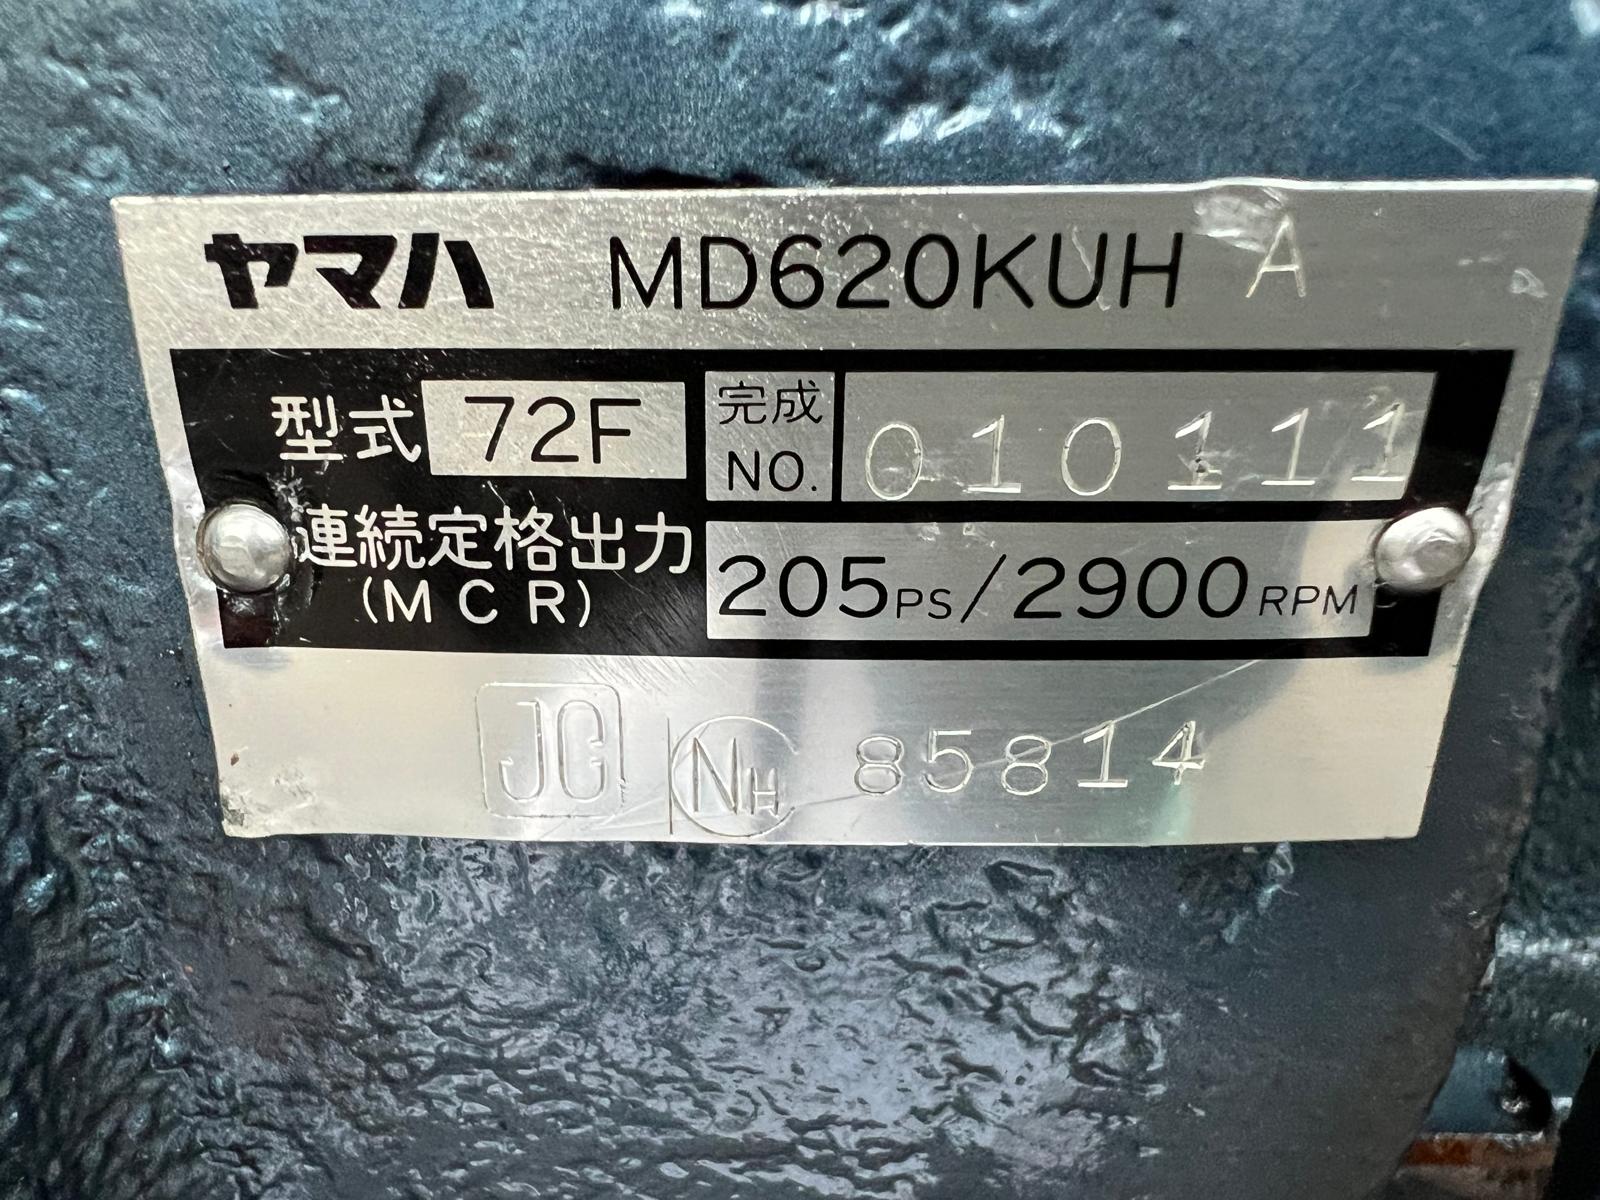 ヤマハ MD620KUH A
型式 72F 完成 NO. 010111
連続定格出力 (MCR) 205PS/2900RPM
JG NH 85814